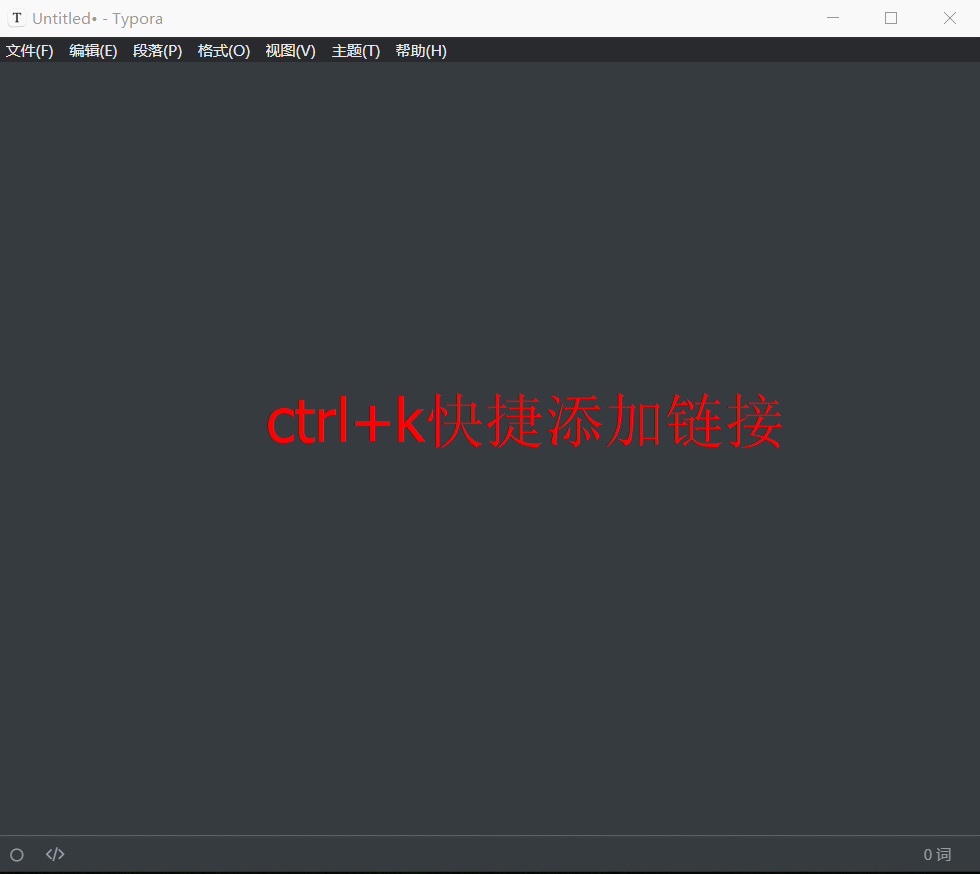 T Untitled• - Typora
文件(F) 编辑(E) 段落(P) 格式(O) 视图(V) 主题(T) 帮助(H)
ctrl+k快捷添加链接
</> 0 词